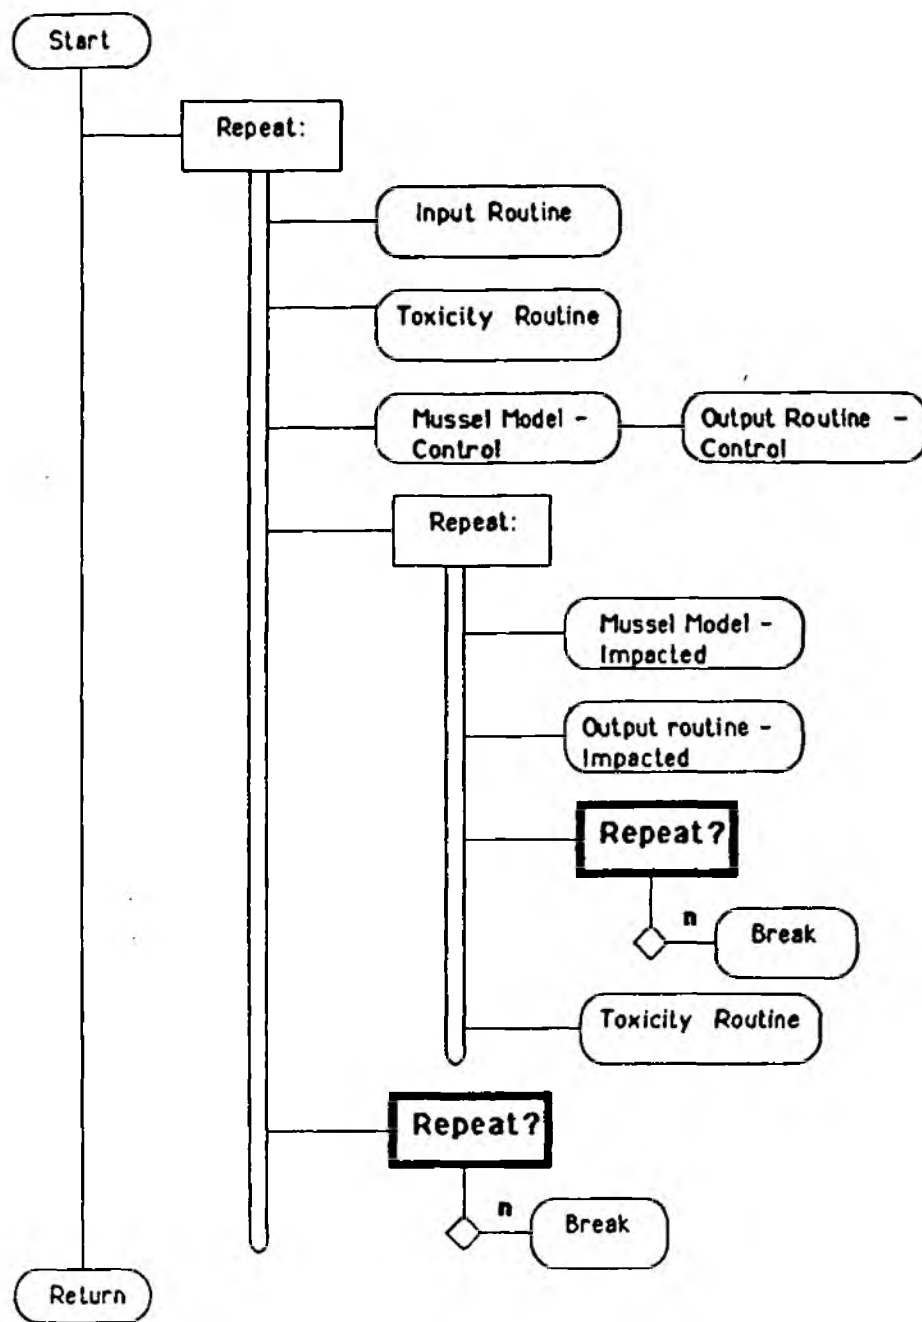 Start
Repeat:
Input Routine
Toxicity Routine
Mussel Model -
Control
Output Routine -
Control
Repeat:
Mussel Model -
Impacted
Output routine -
Impacted
Repeat?
n
Break
Toxicity Routine
Repeat?
n
Break
Return